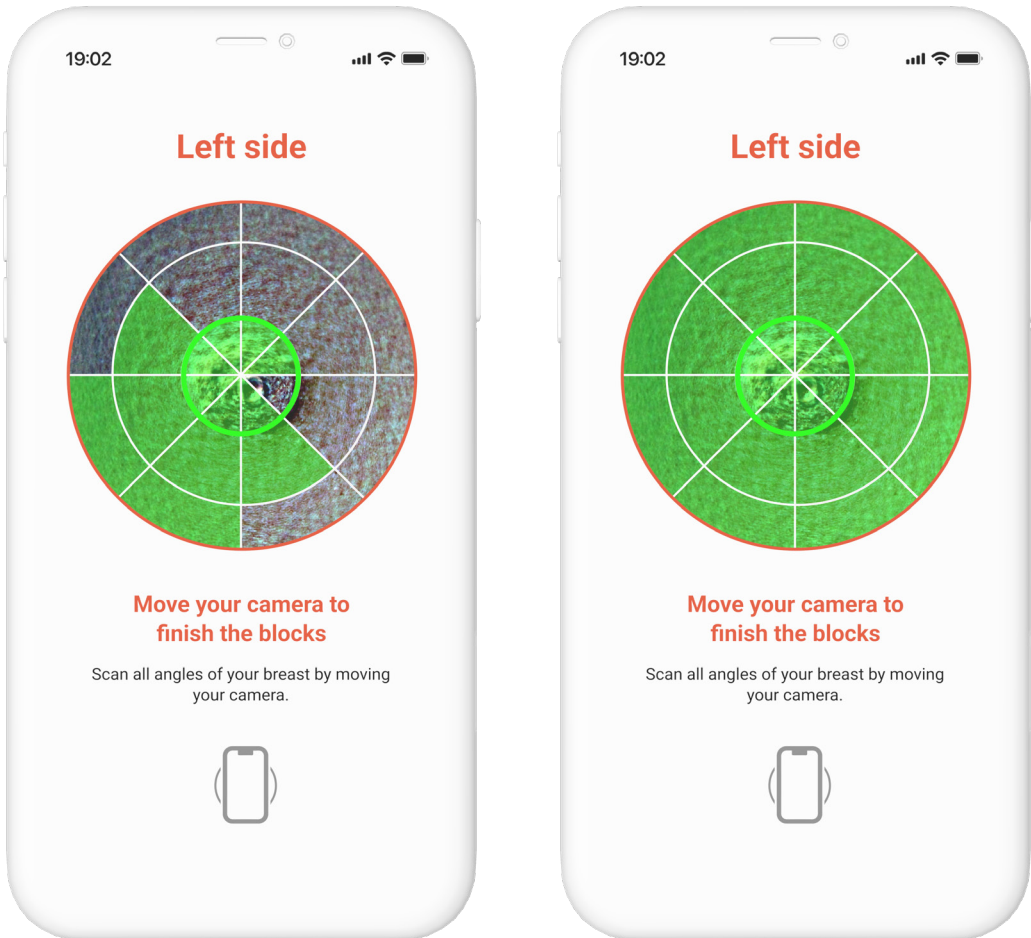 19:02
Left side
Move your camera to
finish the blocks
Scan all angles of your breast by moving
your camera.
19:02
Left side
Move your camera to
finish the blocks
Scan all angles of your breast by moving
your camera.